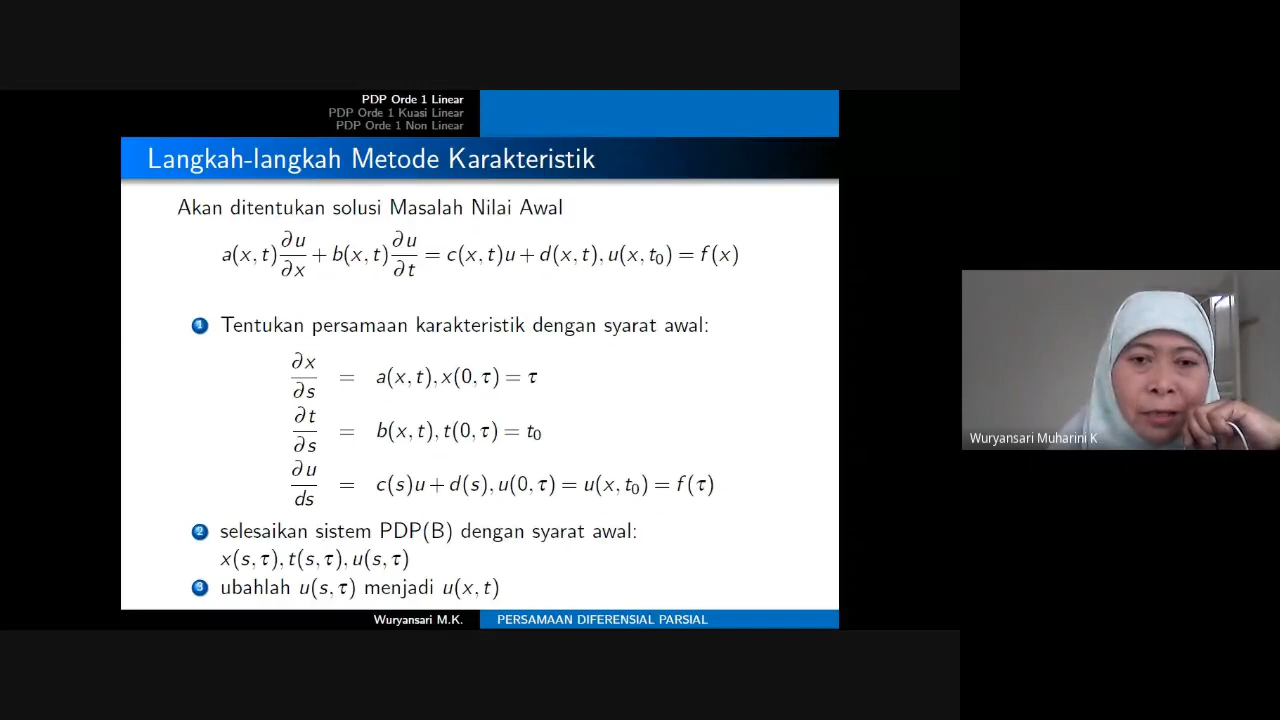 PDP Orde 1 Linear
PDP Orde 1 Kuasi Linear
PDP Orde 1 Non Linear
Langkah-langkah Metode Karakteristik
Akan ditentukan solusi Masalah Nilai Awal
a(x, t) ∂u/∂x + b(x, t) ∂u/∂t = c(x, t)u + d(x, t), u(x, t₀) = f(x)
1 Tentukan persamaan karakteristik dengan syarat awal:
∂x/∂s = a(x, t), x(0, τ) = τ
∂t/∂s = b(x, t), t(0, τ) = t₀
∂u/ds = c(s)u + d(s), u(0, τ) = u(x, t₀) = f(τ)
2 selesaikan sistem PDP(B) dengan syarat awal:
x(s, τ), t(s, τ), u(s, τ)
3 ubahlah u(s, τ) menjadi u(x, t)
Wuryansari M.K. PERSAMAAN DIFERENSIAL PARSIAL
Wuryansari Muharini K